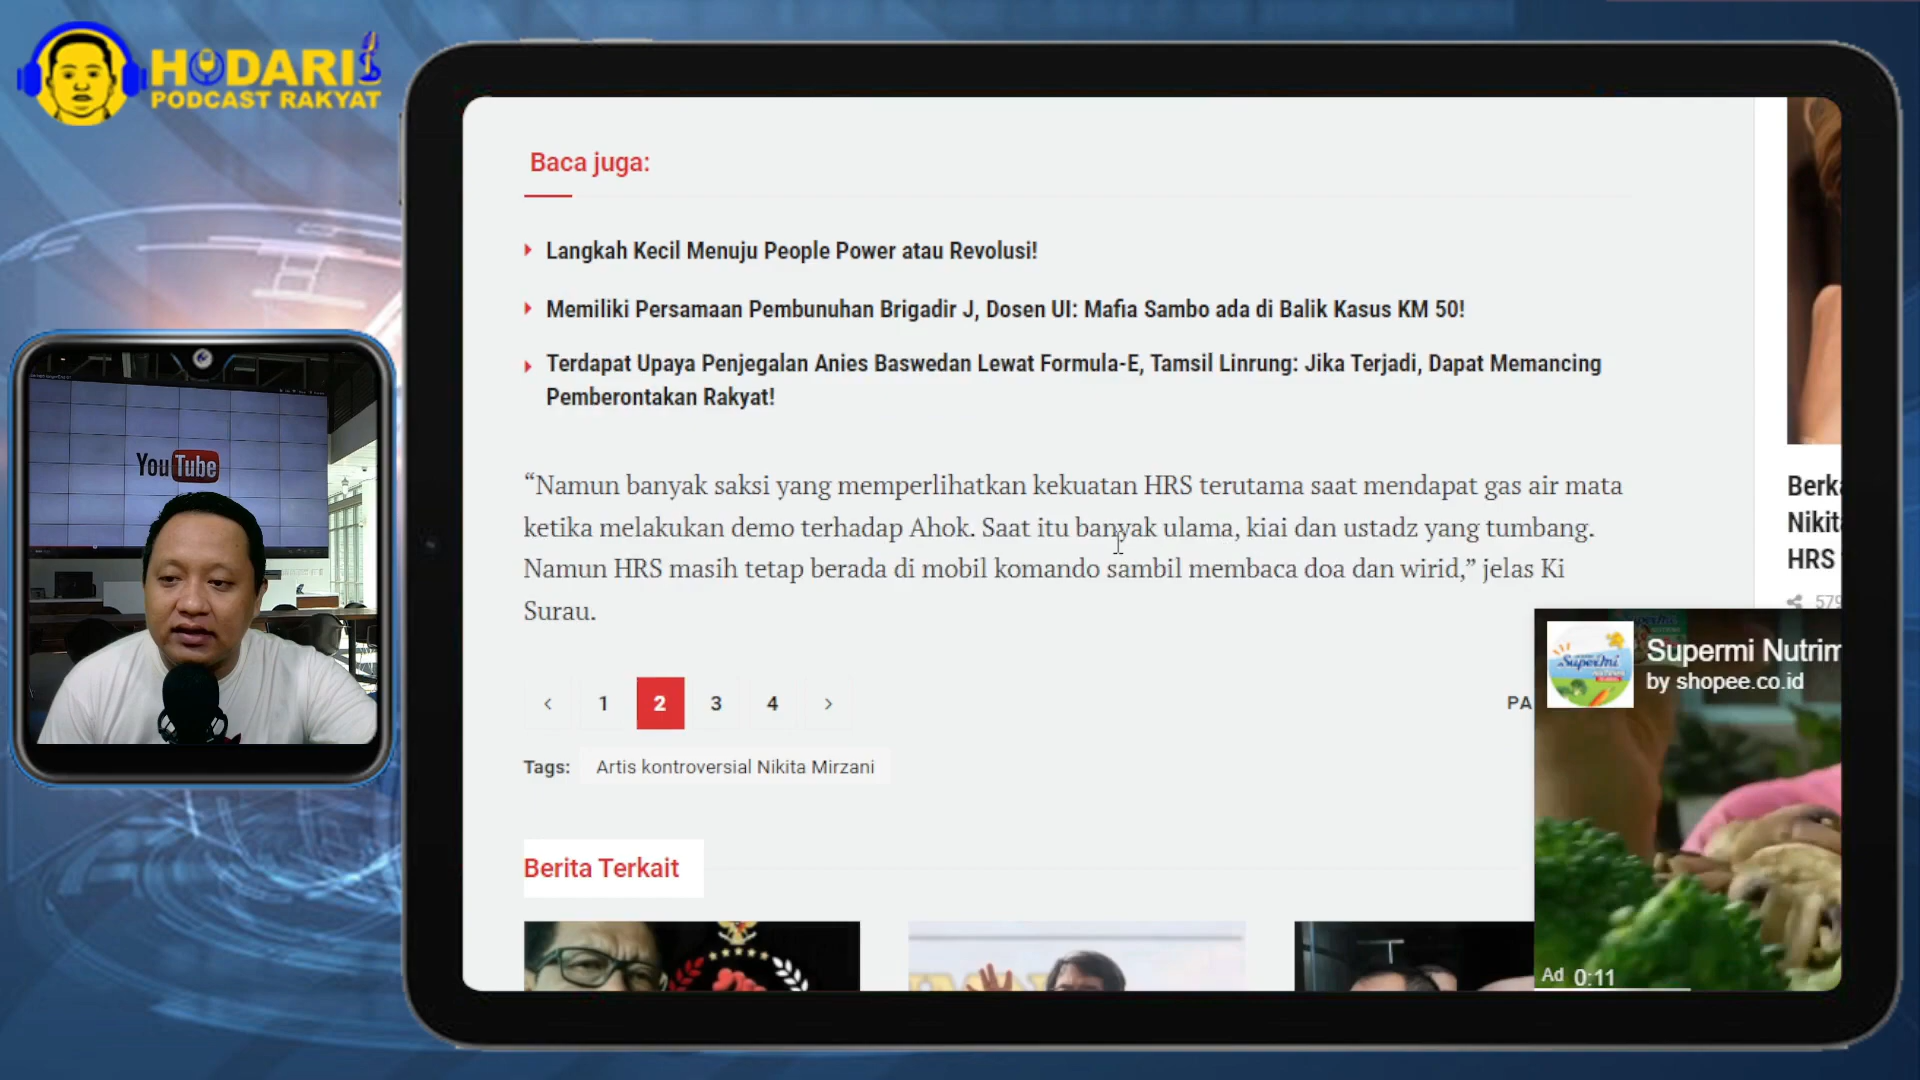 HODARI
PODCAST RAKYAT
YouTube
Baca juga:
Langkah Kecil Menuju People Power atau Revolusi!
Memiliki Persamaan Pembunuhan Brigadir J, Dosen UI: Mafia Sambo ada di Balik Kasus KM 50!
Terdapat Upaya Penjegalan Anies Baswedan Lewat Formula-E, Tamsil Linrung: Jika Terjadi, Dapat Memancing
Pemberontakan Rakyat!
“Namun banyak saksi yang memperlihatkan kekuatan HRS terutama saat mendapat gas air mata
ketika melakukan demo terhadap Ahok. Saat itu banyak ulama, kiai dan ustadz yang tumbang.
Namun HRS masih tetap berada di mobil komando sambil membaca doa dan wirid,” jelas Ki
Surau.
‹ 1 2 3 4 ›
PA
Tags: Artis kontroversial Nikita Mirzani
Berita Terkait
Berka
Nikit
HRS
579
Supermi
Supermi Nutrim
by shopee.co.id
Ad 0:11